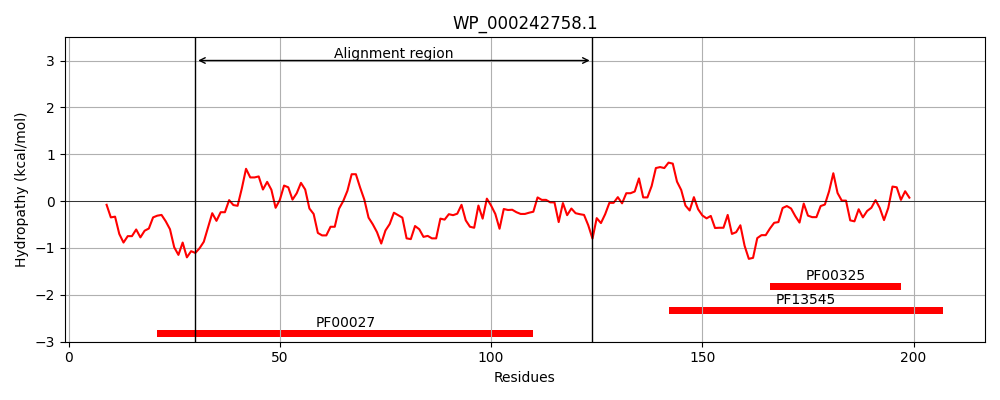 WP_000242758.1
Alignment region
3
2
1
0
−1
−2
−3
Hydropathy (kcal/mol)
PF00325
PF13545
PF00027
0
50
100
150
200
Residues